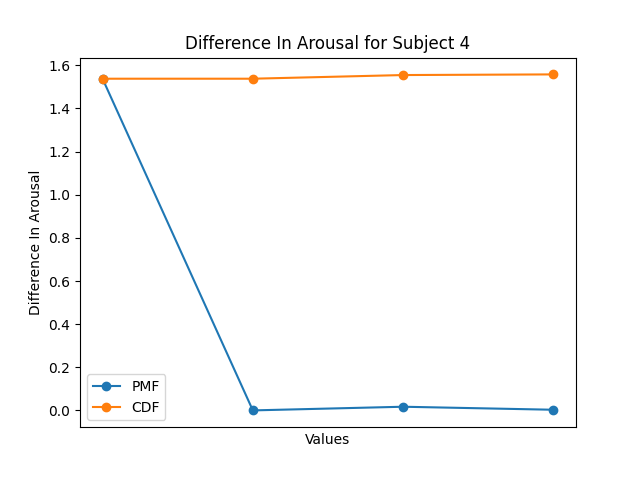 Difference In Arousal for Subject 4
Difference In Arousal
1.6
1.4
1.2
1.0
0.8
0.6
0.4
0.2
0.0
PMF
CDF
Values